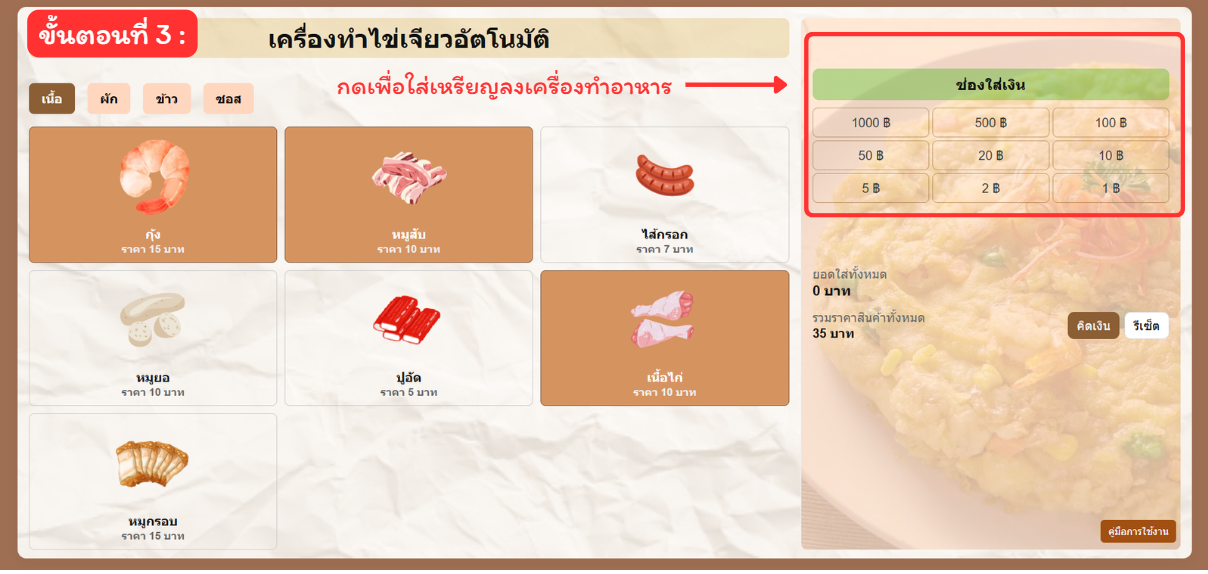 ขั้นตอนที่ 3 :
เครื่องทำไข่เจียวอัตโนมัติ
กดเพื่อใส่เหรียญลงเครื่องทำอาหาร
เนื้อ
ผัก
ข้าว
ซอส
กุ้ง
ราคา 15 บาท
หมูสับ
ราคา 10 บาท
ไส้กรอก
ราคา 7 บาท
หมูยอ
ราคา 10 บาท
ปูอัด
ราคา 5 บาท
เนื้อไก่
ราคา 10 บาท
หมูกรอบ
ราคา 15 บาท
ช่องใส่เงิน
1000 ฿
500 ฿
100 ฿
50 ฿
20 ฿
10 ฿
5 ฿
2 ฿
1 ฿
ยอดใส่ทั้งหมด
0 บาท
รวมราคาสินค้าทั้งหมด
35 บาท
คิดเงิน
รีเซ็ต
คู่มือการใช้งาน